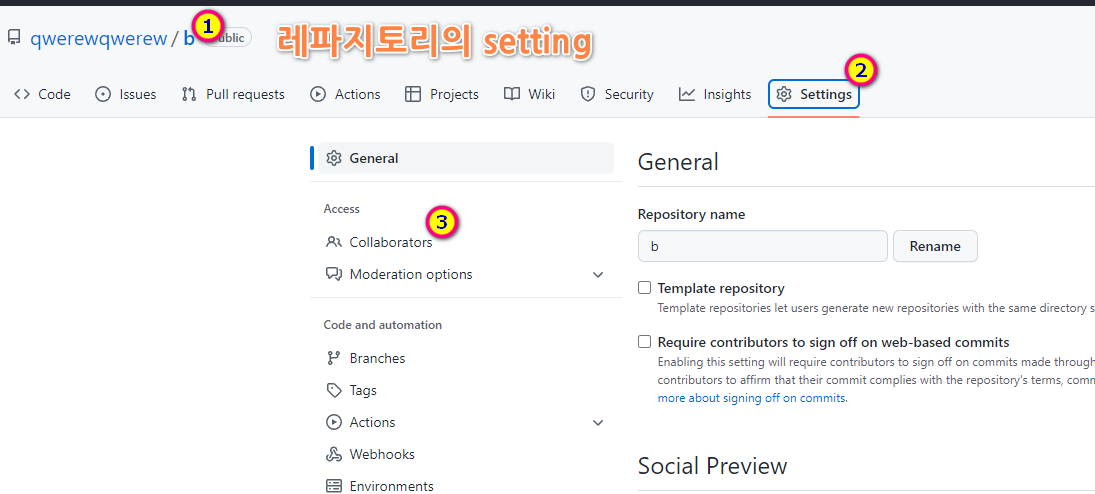 qwerewqwerew / b 1 ublic 레파지토리의 setting
2
Code Issues Pull requests Actions Projects Wiki Security Insights Settings
General
Access
3
Collaborators
Moderation options
Code and automation
Branches
Tags
Actions
Webhooks
Environments
General
Repository name
b Rename
Template repository
Template repositories let users generate new repositories with the same directory s
Require contributors to sign off on web-based commits
Enabling this setting will require contributors to sign off on commits made through
contributors to affirm that their commit complies with the repository's terms, comm
more about signing off on commits.
Social Preview